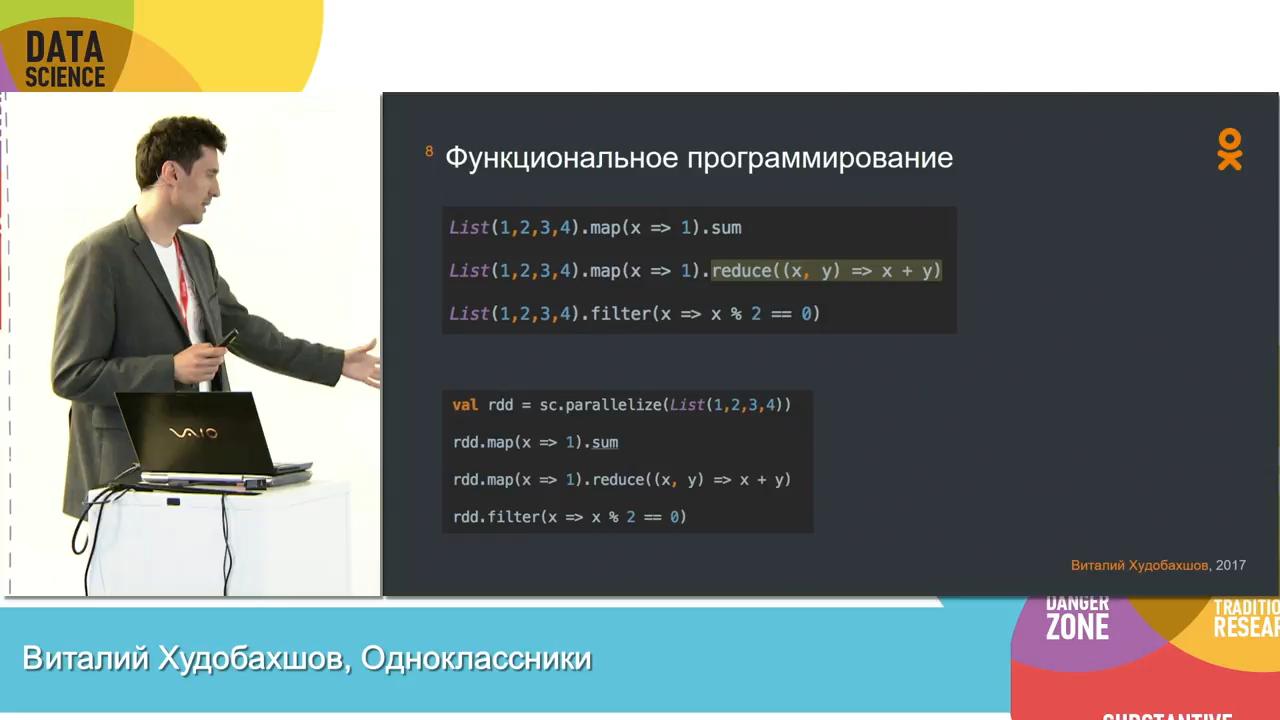 DATA
SCIENCE
8 Функциональное программирование
List(1,2,3,4).map(x => 1).sum
List(1,2,3,4).map(x => 1).reduce((x, y) => x + y)
List(1,2,3,4).filter(x => x % 2 == 0)
val rdd = sc.parallelize(List(1,2,3,4))
rdd.map(x => 1).sum
rdd.map(x => 1).reduce((x, y) => x + y)
rdd.filter(x => x % 2 == 0)
VAIO
Виталий Худобахшов, 2017
DANGER
ZONE
TRADITIO
RESEAR
Виталий Худобахшов, Одноклассники
SUBSTANTIVE